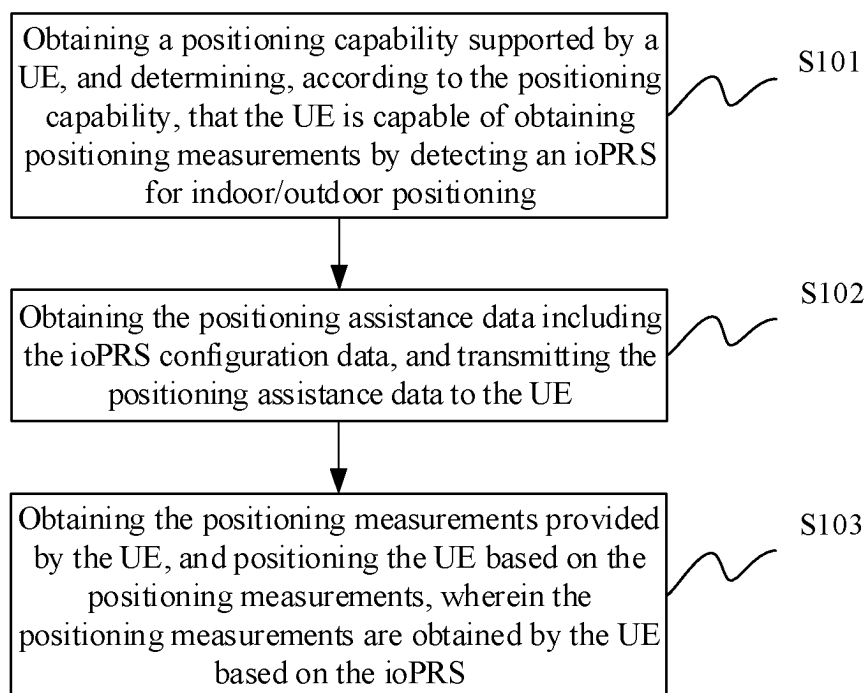 Obtaining a positioning capability supported by a
UE, and determining, according to the positioning
capability, that the UE is capable of obtaining
positioning measurements by detecting an ioPRS
for indoor/outdoor positioning
S101
Obtaining the positioning assistance data including
the ioPRS configuration data, and transmitting the
positioning assistance data to the UE
S102
Obtaining the positioning measurements provided
by the UE, and positioning the UE based on the
positioning measurements, wherein the
positioning measurements are obtained by the UE
based on the ioPRS
S103